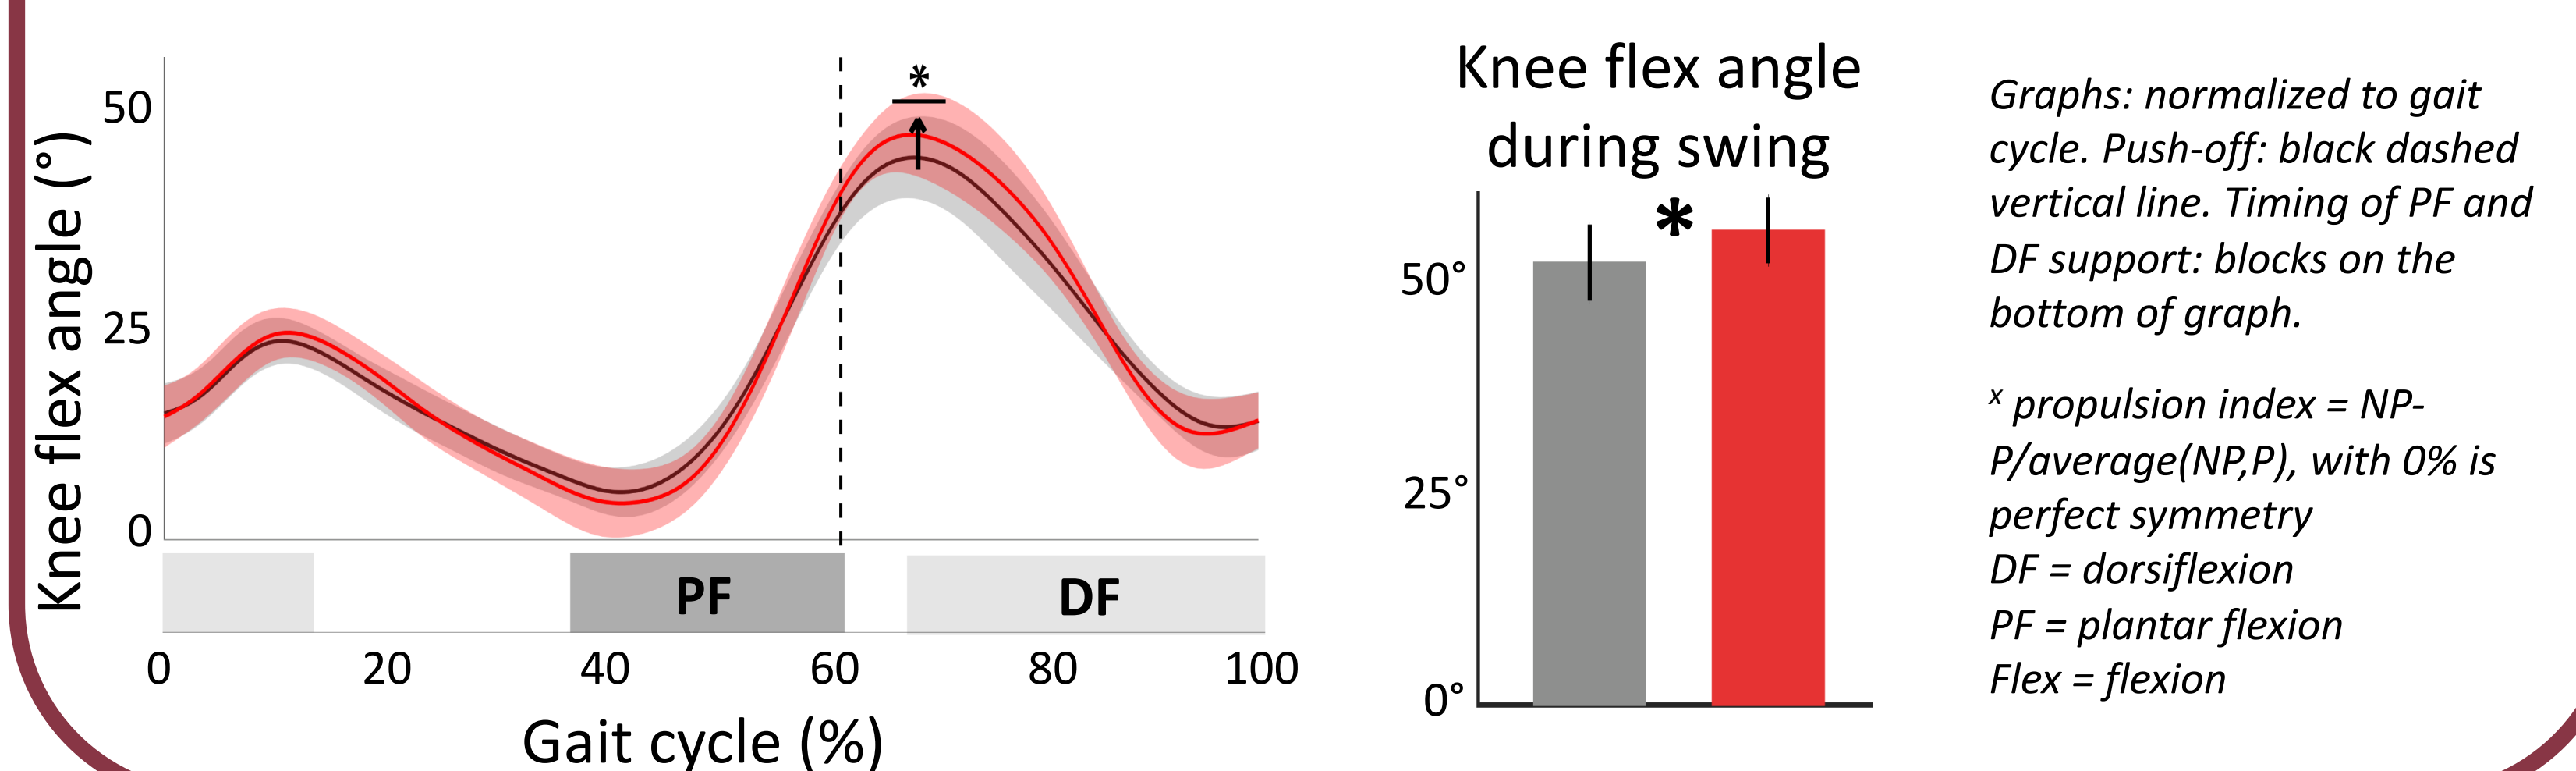 Knee flex angle (°)
50
25
0
*
PF
DF
0
20
40
60
80
100
Gait cycle (%)
Knee flex angle
during swing
*
50°
25°
0°
Graphs: normalized to gait
cycle. Push-off: black dashed
vertical line. Timing of PF and
DF support: blocks on the
bottom of graph.
x propulsion index = NP-
P/average(NP,P), with 0% is
perfect symmetry
DF = dorsiflexion
PF = plantar flexion
Flex = flexion